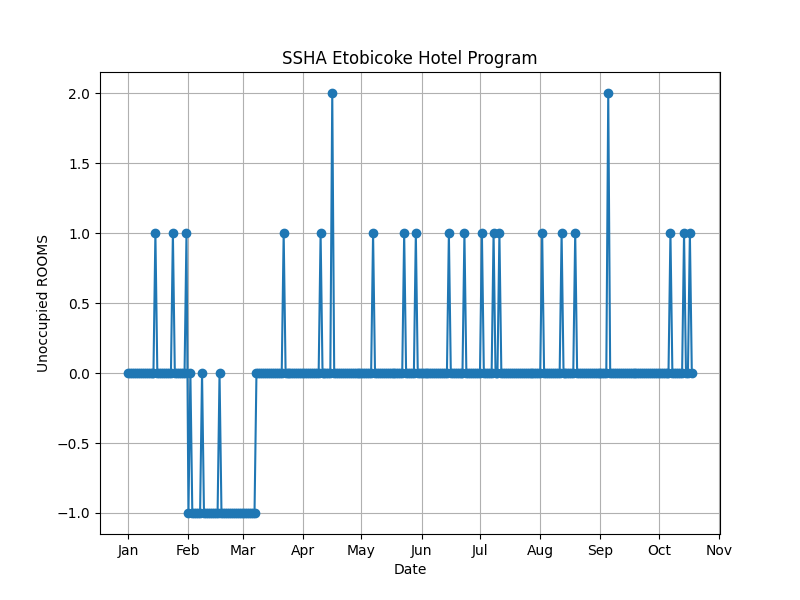 SSHA Etobicoke Hotel Program
Unoccupied ROOMS
2.0
1.5
1.0
0.5
0.0
−0.5
−1.0
Jan Feb Mar Apr May Jun Jul Aug Sep Oct Nov
Date